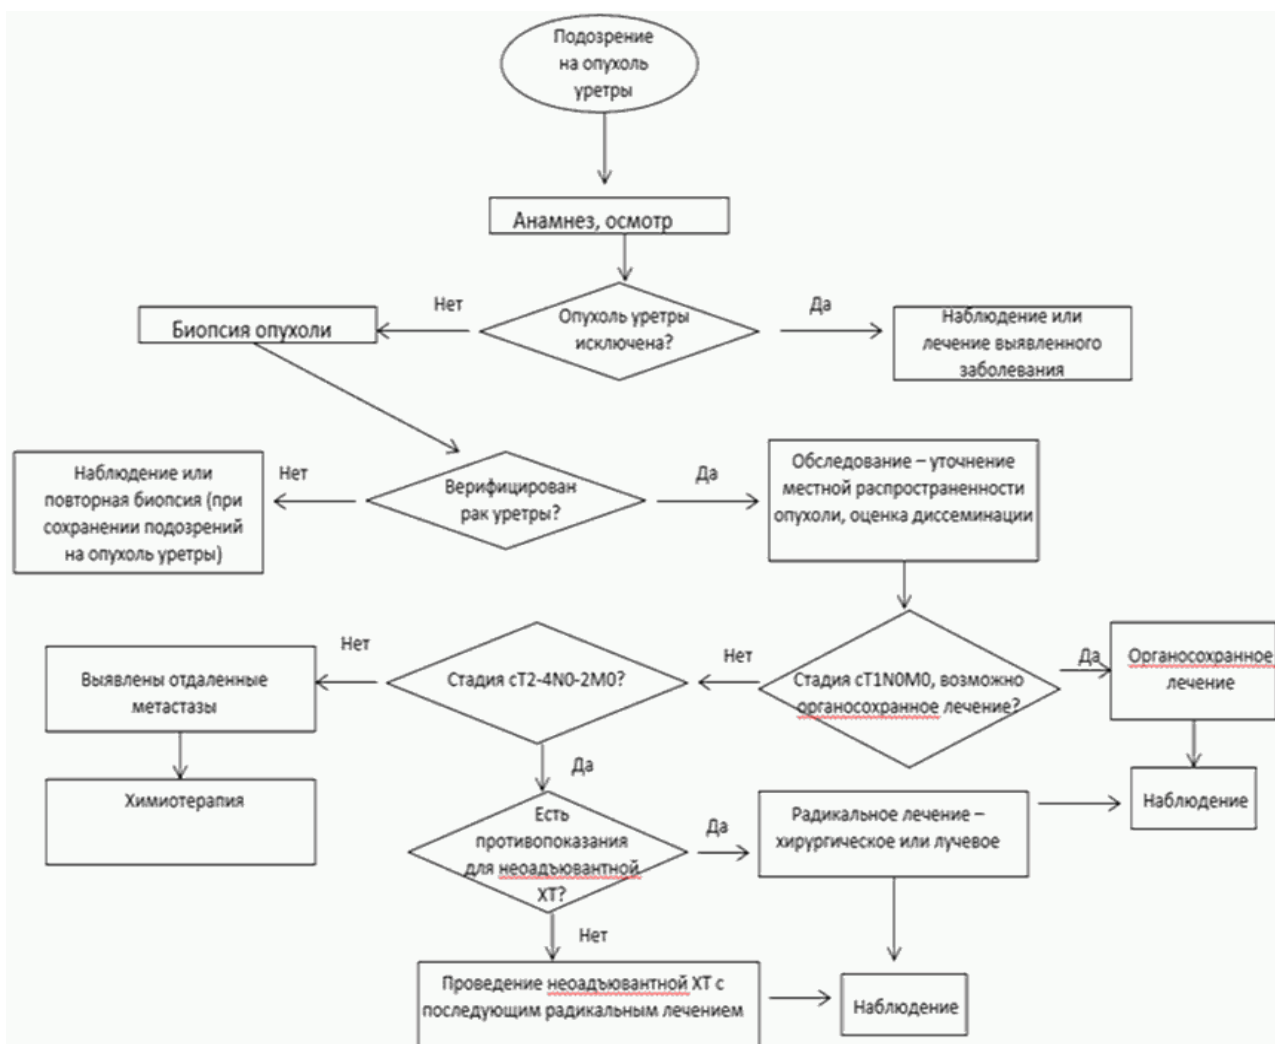 Подозрение
на опухоль
уретры
Анамнез, осмотр
Нет
Да
Биопсия опухоли
Опухоль уретры
исключена?
Наблюдение или
лечение выявленного
заболевания
Наблюдение или
повторная биопсия (при
сохранении подозрений
на опухоль уретры)
Нет
Верифицирован
рак уретры?
Да
Обследование – уточнение
местной распространенности
опухоли, оценка диссеминации
Выявлены отдаленные
метастазы
Нет
Стадия сТ2-4N0-2M0?
Нет
Стадия сТ1N0M0, возможно
органосохранное лечение?
Да
Органосохранное
лечение
Химиотерапия
Да
Есть
противопоказания
для неоадъювантной
ХТ?
Да
Радикальное лечение –
хирургическое или лучевое
Наблюдение
Нет
Проведение неоадъювантной ХТ с
последующим радикальным лечением
Наблюдение